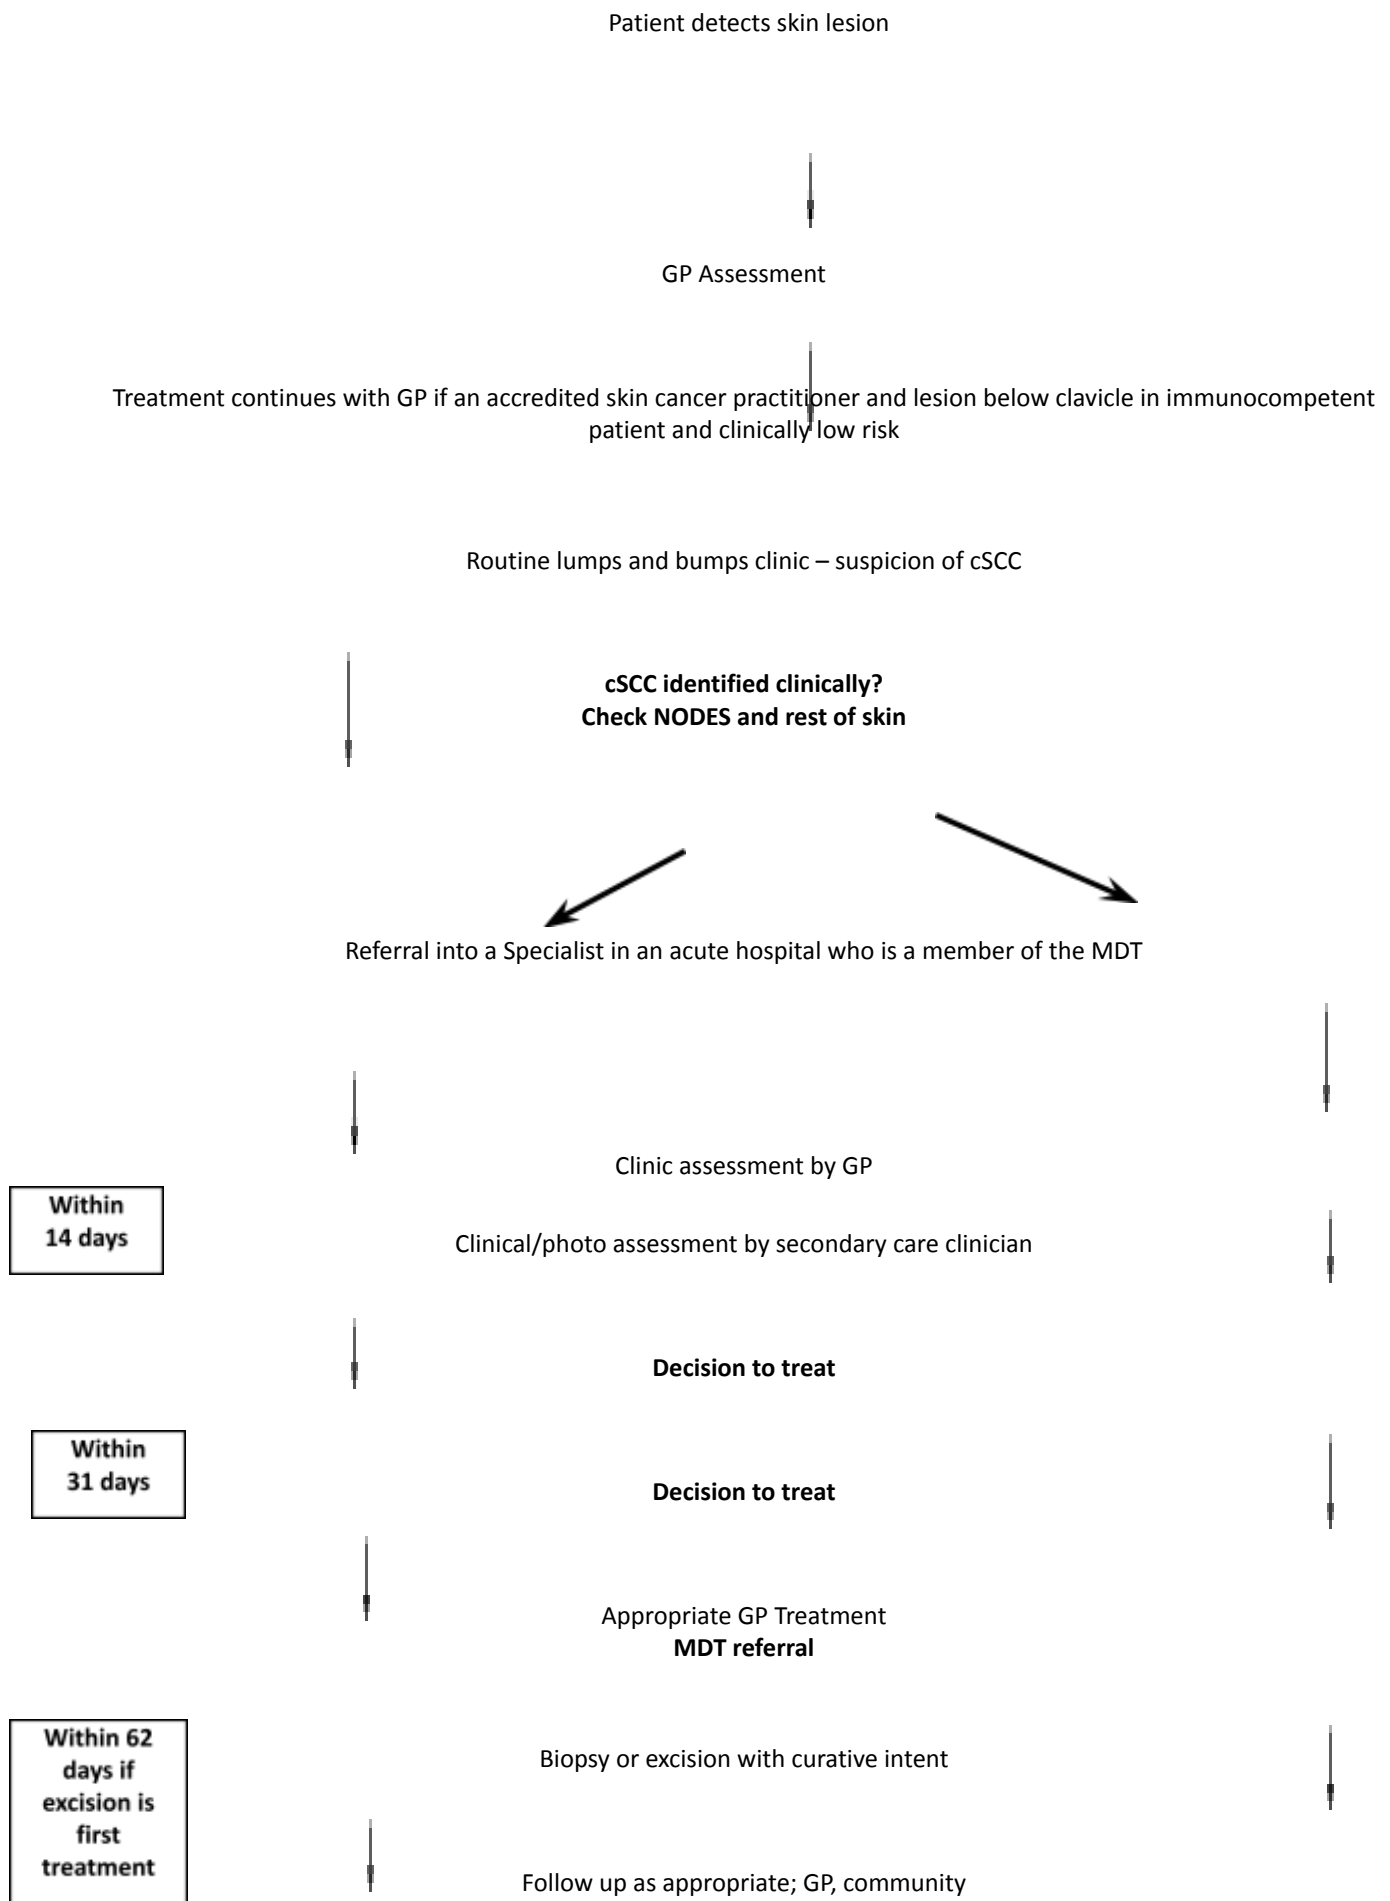 Patient detects skin lesion
GP Assessment
Treatment continues with GP if an accredited skin cancer practitioner and lesion below clavicle in immunocompetent
patient and clinically low risk
Routine lumps and bumps clinic – suspicion of cSCC
cSCC identified clinically?
Check NODES and rest of skin
Referral into a Specialist in an acute hospital who is a member of the MDT
Clinic assessment by GP
Within
14 days
Clinical/photo assessment by secondary care clinician
Decision to treat
Within
31 days
Decision to treat
Appropriate GP Treatment
MDT referral
Within 62
days if
excision is
first
treatment
Biopsy or excision with curative intent
Follow up as appropriate; GP, community